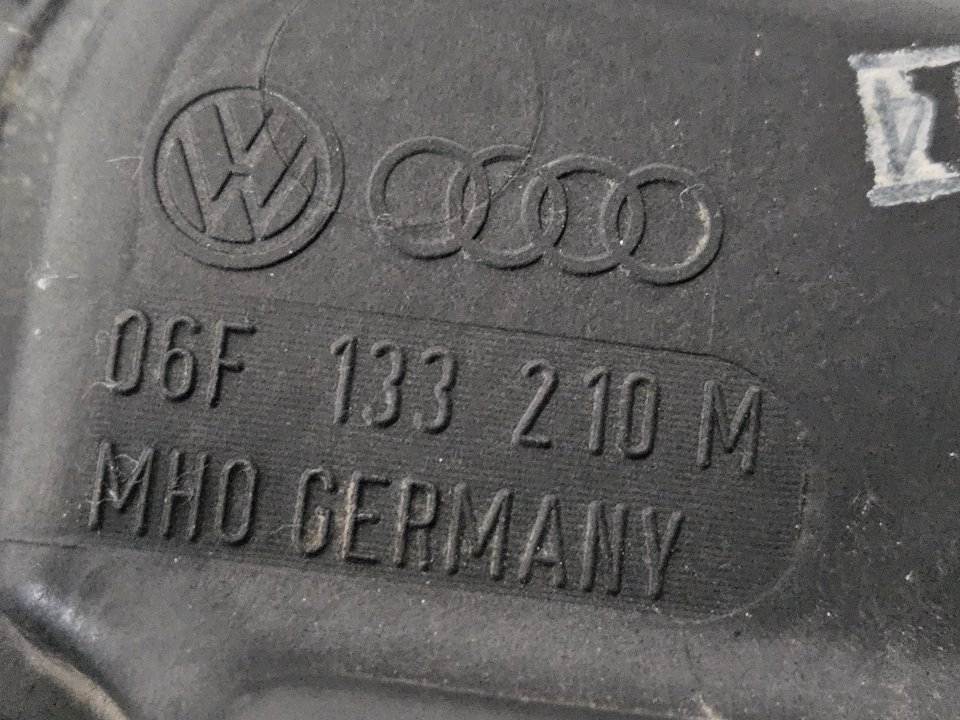 06F 133 210 M
MHO GERMANY